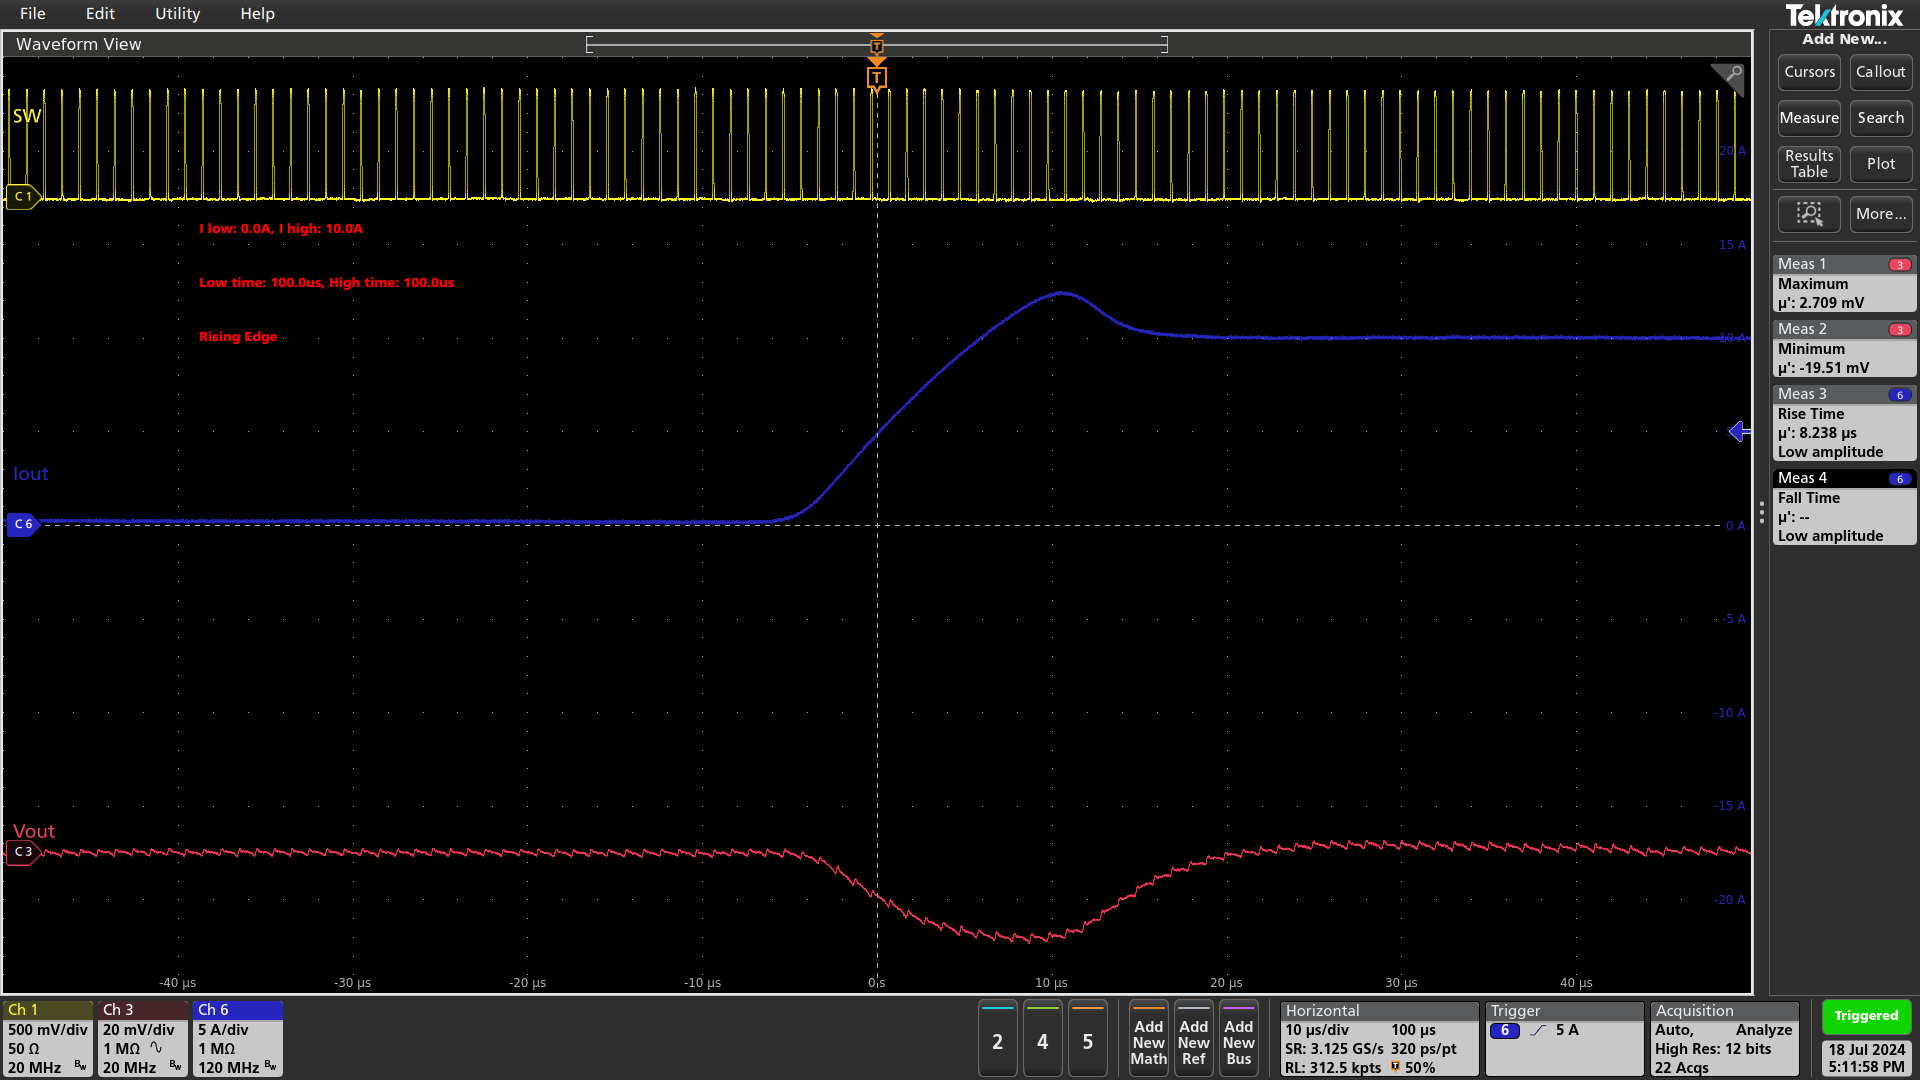 File Edit Utility Help
Tektronix
Waveform View
Add New...
T
T
Cursors Callout
SW
Measure Search
20 A
Results Table Plot
C 1
More...
I low: 0.0A, I high: 10.0A
15 A
Meas 1 3
Maximum
µ': 2.709 mV
Low time: 100.0us, High time: 100.0us
Meas 2 3
Minimum
µ': -19.51 mV
Rising Edge
10 A
Meas 3 6
Rise Time
µ': 8.238 µs
Low amplitude
Iout
Meas 4 6
Fall Time
µ': --
Low amplitude
C 6
0 A
-5 A
-10 A
-15 A
Vout
C 3
-20 A
-40 µs -30 µs -20 µs -10 µs 0s 10 µs 20 µs 30 µs 40 µs
Ch 1
500 mV/div
50 Ω
20 MHz Bw
Ch 3
20 mV/div
1 MΩ
20 MHz Bw
Ch 6
5 A/div
1 MΩ
120 MHz Bw
2 4 5
Add New Math
Add New Ref
Add New Bus
Horizontal
10 µs/div 100 µs
SR: 3.125 GS/s 320 ps/pt
RL: 312.5 kpts 50%
Trigger
6 5 A
Acquisition
Auto, Analyze
High Res: 12 bits
22 Acqs
Triggered
18 Jul 2024
5:11:58 PM